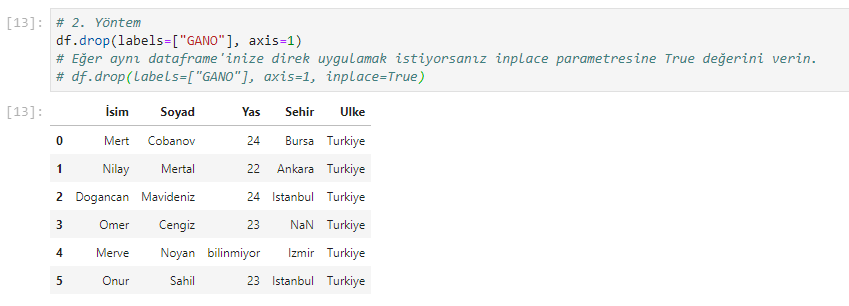 [13]: # 2. Yöntem
df.drop(labels=["GANO"], axis=1)
# Eğer aynı dataframe'inize direk uygulamak istiyorsanız inplace parametresine True değerini verin.
# df.drop(labels=["GANO"], axis=1, inplace=True)
[13]: İsim Soyad Yas Sehir Ulke
0 Mert Cobanov 24 Bursa Turkiye
1 Nilay Mertal 22 Ankara Turkiye
2 Dogancan Mavideniz 24 Istanbul Turkiye
3 Omer Cengiz 23 NaN Turkiye
4 Merve Noyan bilinmiyor Izmir Turkiye
5 Onur Sahil 23 Istanbul Turkiye